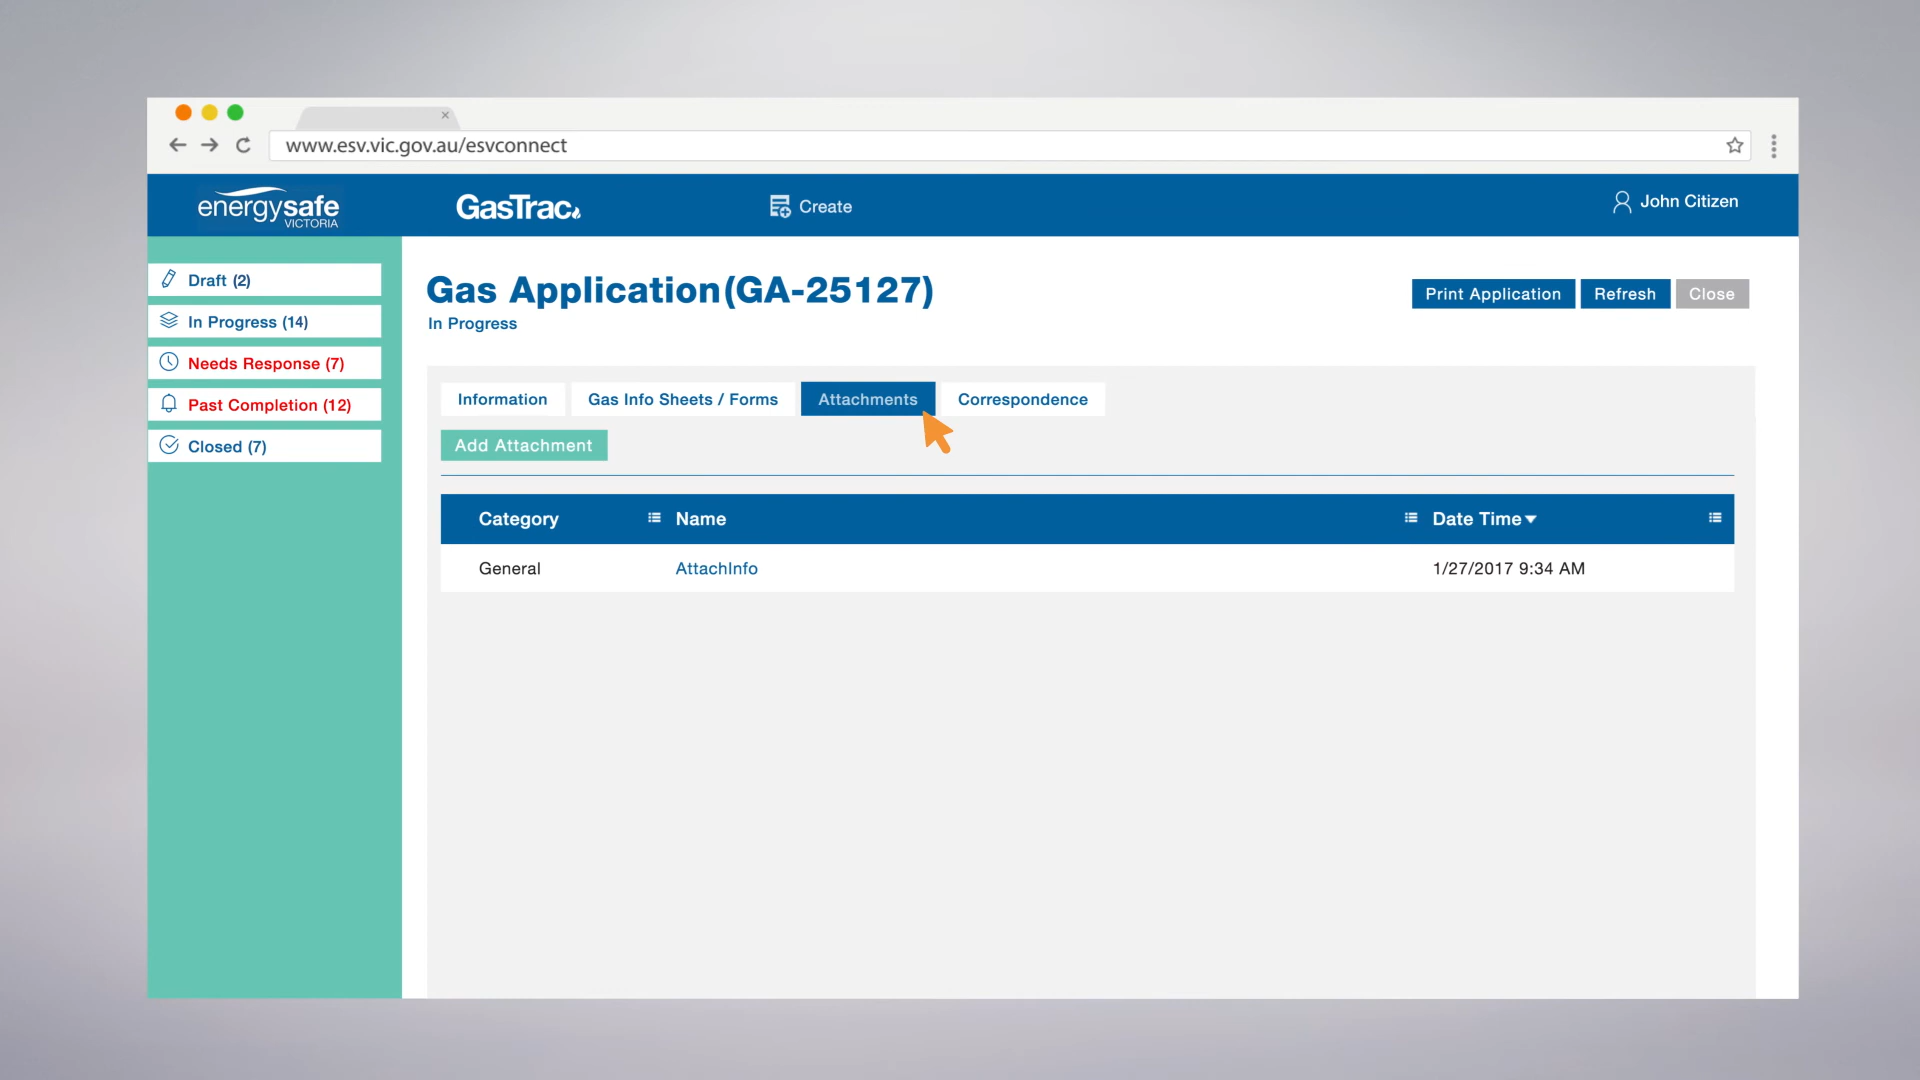 www.esv.vic.gov.au/esvconnect
energysafe
VICTORIA
GasTrac
Create
John Citizen
Draft (2)
In Progress (14)
Needs Response (7)
Past Completion (12)
Closed (7)
Gas Application(GA-25127)
In Progress
Print Application
Refresh
Close
Information
Gas Info Sheets / Forms
Attachments
Correspondence
Add Attachment
Category
Name
Date Time
General
AttachInfo
1/27/2017 9:34 AM